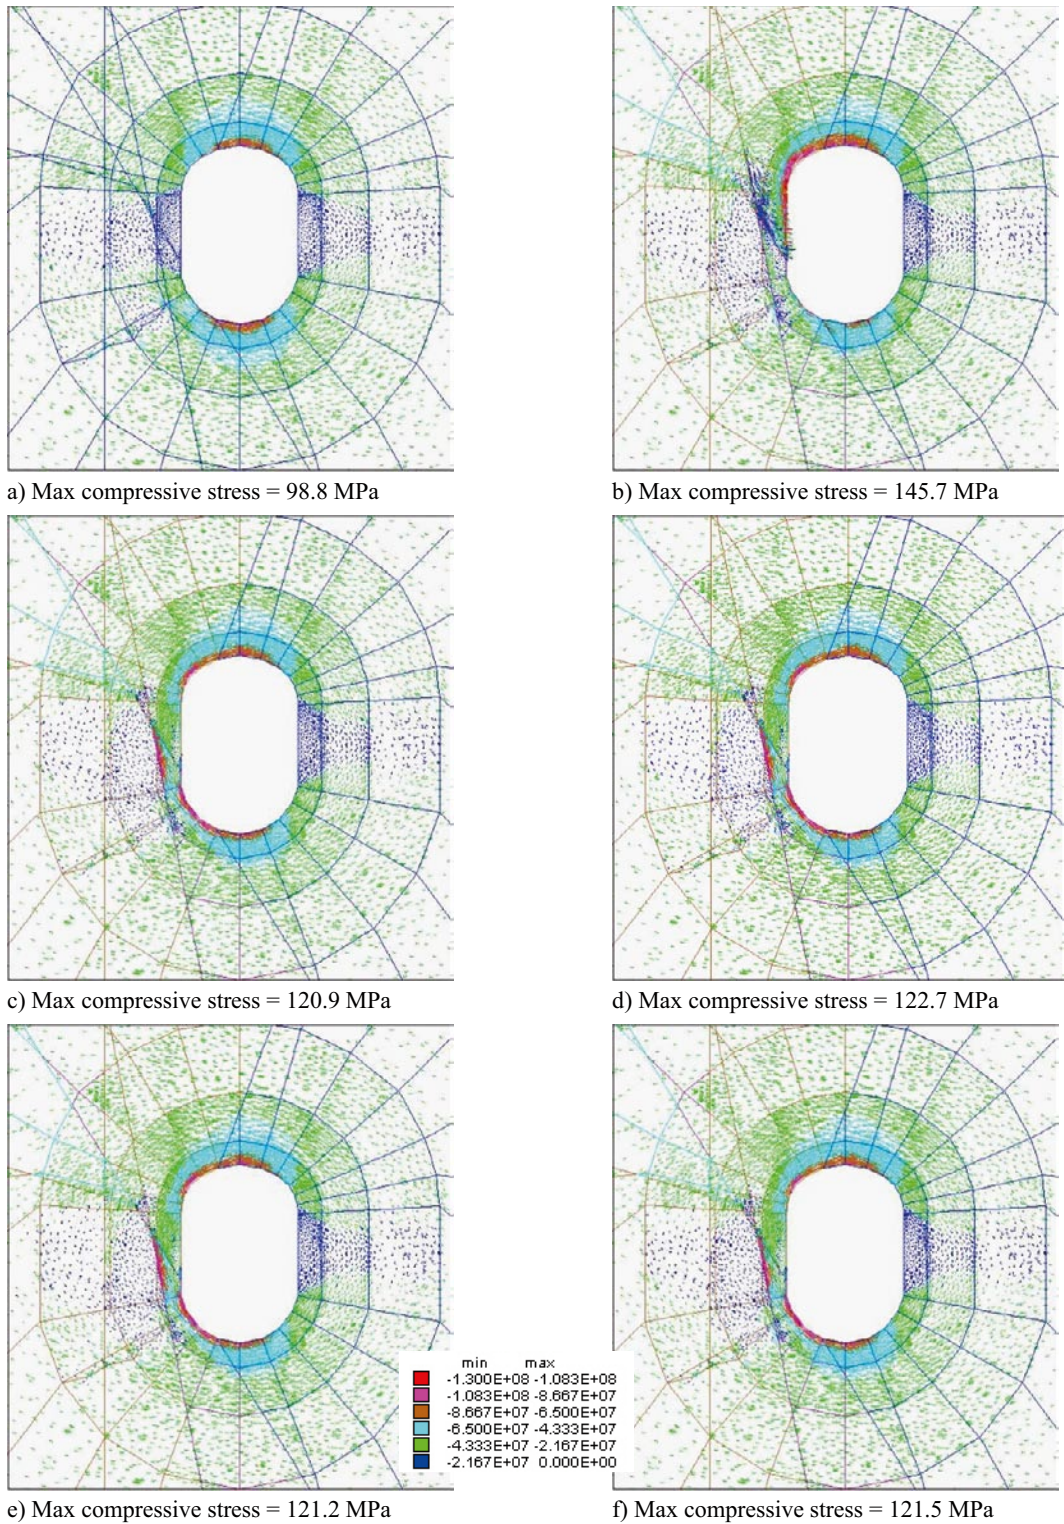 a) Max compressive stress = 98.8 MPa
b) Max compressive stress = 145.7 MPa
c) Max compressive stress = 120.9 MPa
d) Max compressive stress = 122.7 MPa
min max
-1.300E+08 -1.083E+08
-1.083E+08 -8.667E+07
-8.667E+07 -6.500E+07
-6.500E+07 -4.333E+07
-4.333E+07 -2.167E+07
-2.167E+07 0.000E+00
e) Max compressive stress = 121.2 MPa
f) Max compressive stress = 121.5 MPa